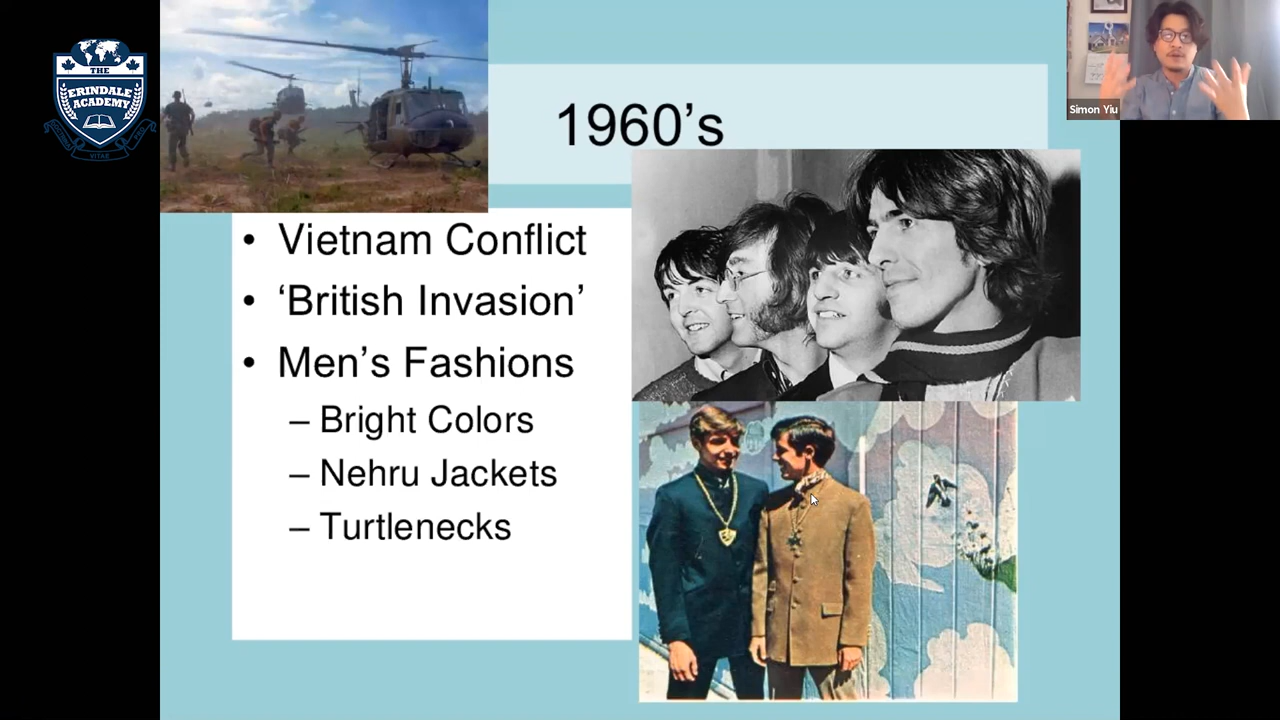 THE
ERINDALE
ACADEMY
VITAE
1960’s
Simon Yiu
• Vietnam Conflict
• ‘British Invasion’
• Men’s Fashions
– Bright Colors
– Nehru Jackets
– Turtlenecks